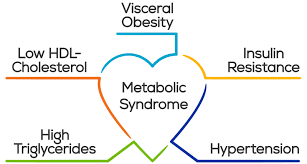 Visceral
Obesity
Low HDL-
Cholesterol
Insulin
Resistance
Metabolic
Syndrome
High
Triglycerides
Hypertension